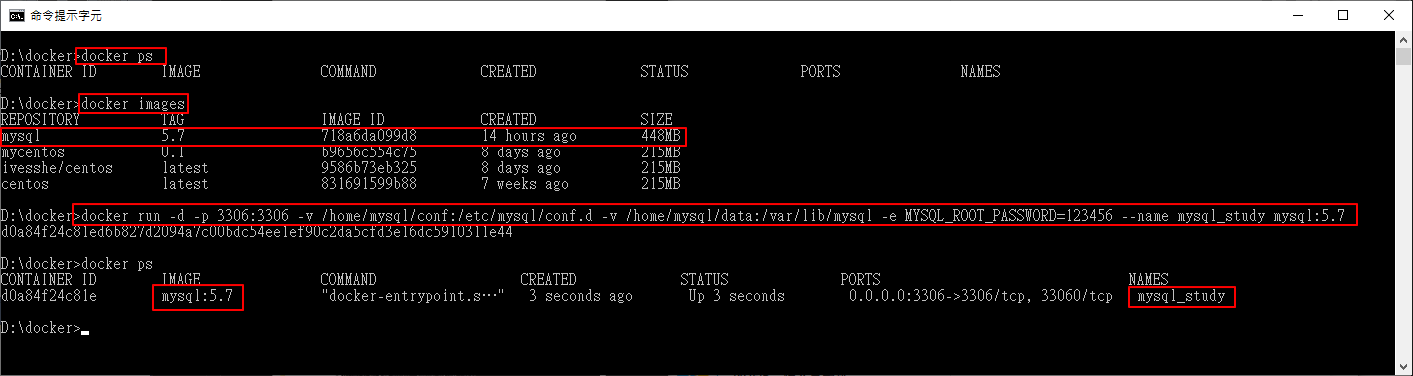 命令提示字元
D:\docker>docker ps
CONTAINER ID IMAGE COMMAND CREATED STATUS PORTS NAMES
D:\docker>docker images
REPOSITORY TAG IMAGE ID CREATED SIZE
mysql 5.7 718a6da099d8 14 hours ago 448MB
mycentos 0.1 b9656c554c75 8 days ago 215MB
ivesshe/centos latest 9586b73eb325 8 days ago 215MB
centos latest 831691599b88 7 weeks ago 215MB
D:\docker>docker run -d -p 3306:3306 -v /home/mysql/conf:/etc/mysql/conf.d -v /home/mysql/data:/var/lib/mysql -e MYSQL_ROOT_PASSWORD=123456 --name mysql_study mysql:5.7
d0a84f24c81ed6b827d2094a7c00bdc54ee1ef90c2da5cfd3e16dc5910311e44
D:\docker>docker ps
CONTAINER ID IMAGE COMMAND CREATED STATUS PORTS NAMES
d0a84f24c81e mysql:5.7 "docker-entrypoint.s…" 3 seconds ago Up 3 seconds 0.0.0.0:3306->3306/tcp, 33060/tcp mysql_study
D:\docker>